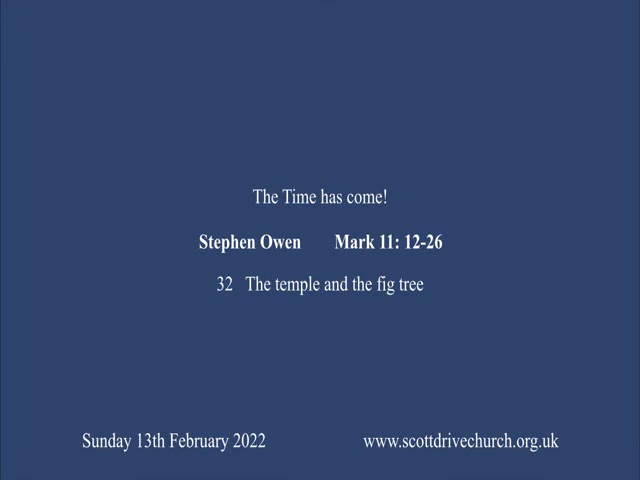 The Time has come!
Stephen Owen Mark 11: 12-26
32 The temple and the fig tree
Sunday 13th February 2022 www.scottdrivechurch.org.uk